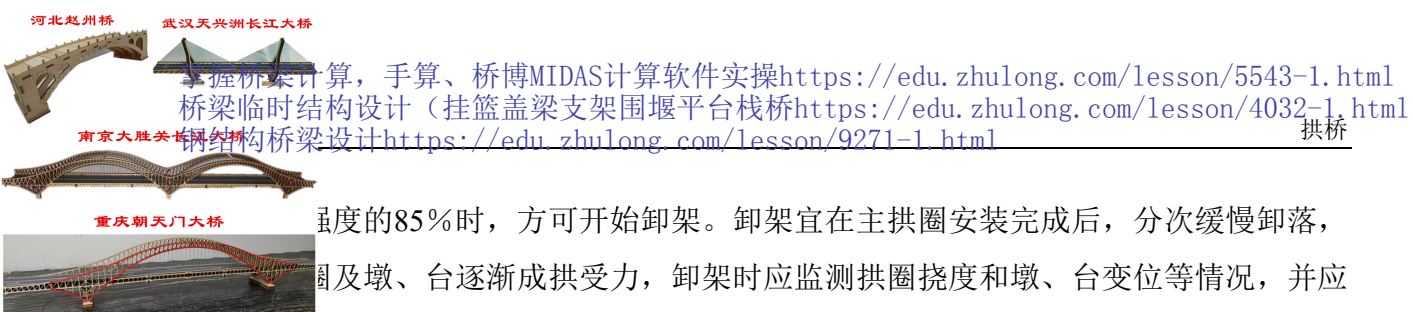 河北赵州桥
武汉天兴洲长江大桥
掌握桥梁计算，手算、桥博MIDAS计算软件实操https://edu.zhulong.com/lesson/5543-1.html
桥梁临时结构设计（挂篮盖梁支架围堰平台栈桥https://edu.zhulong.com/lesson/4032-1.html
南京大胜关长江大桥
钢结构桥梁设计https://edu.zhulong.com/lesson/9271-1.html
拱桥
重庆朝天门大桥
强度的85％时，方可开始卸架。卸架宜在主拱圈安装完成后，分次缓慢卸落，
圈及墩、台逐渐成拱受力，卸架时应监测拱圈挠度和墩、台变位等情况，并应